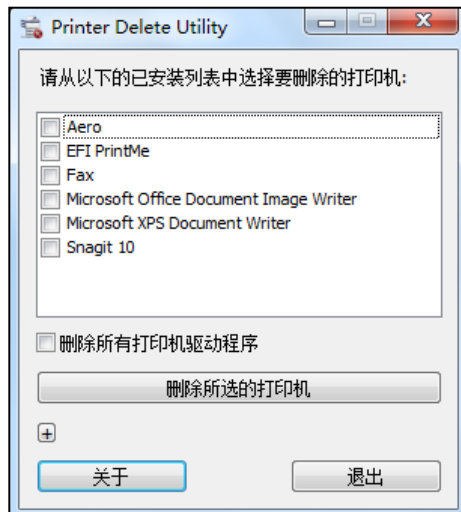 Printer Delete Utility
请从以下的已安装列表中选择要删除的打印机:
Aero
EFI PrintMe
Fax
Microsoft Office Document Image Writer
Microsoft XPS Document Writer
Snagit 10
删除所有打印机驱动程序
删除所选的打印机
关于 退出